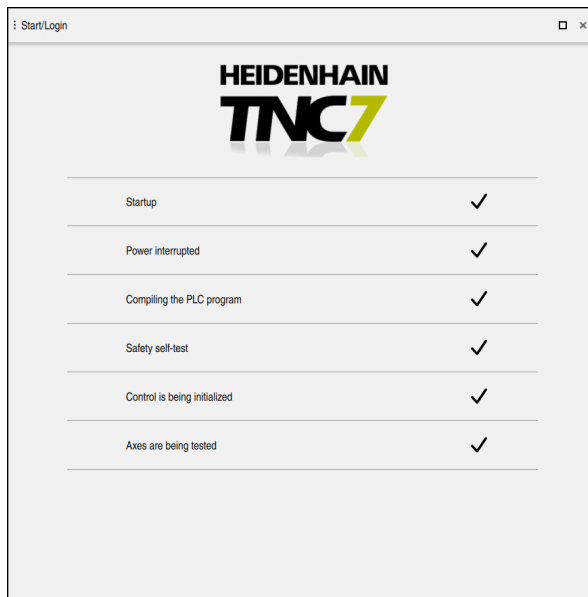 Start/Login
HEIDENHAIN
TNC7
Startup
Power interrupted
Compiling the PLC program
Safety self-test
Control is being initialized
Axes are being tested